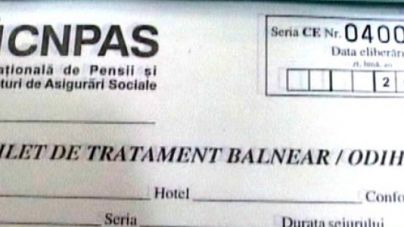 CNPAS
ațională de Pensii și
turi de Asigurări Sociale
Seria CE Nr. 0400
Data eliberăr
2
ILET DE TRATAMENT BALNEAR / ODIH
Hotel
Confo
Seria
Durata sejurului